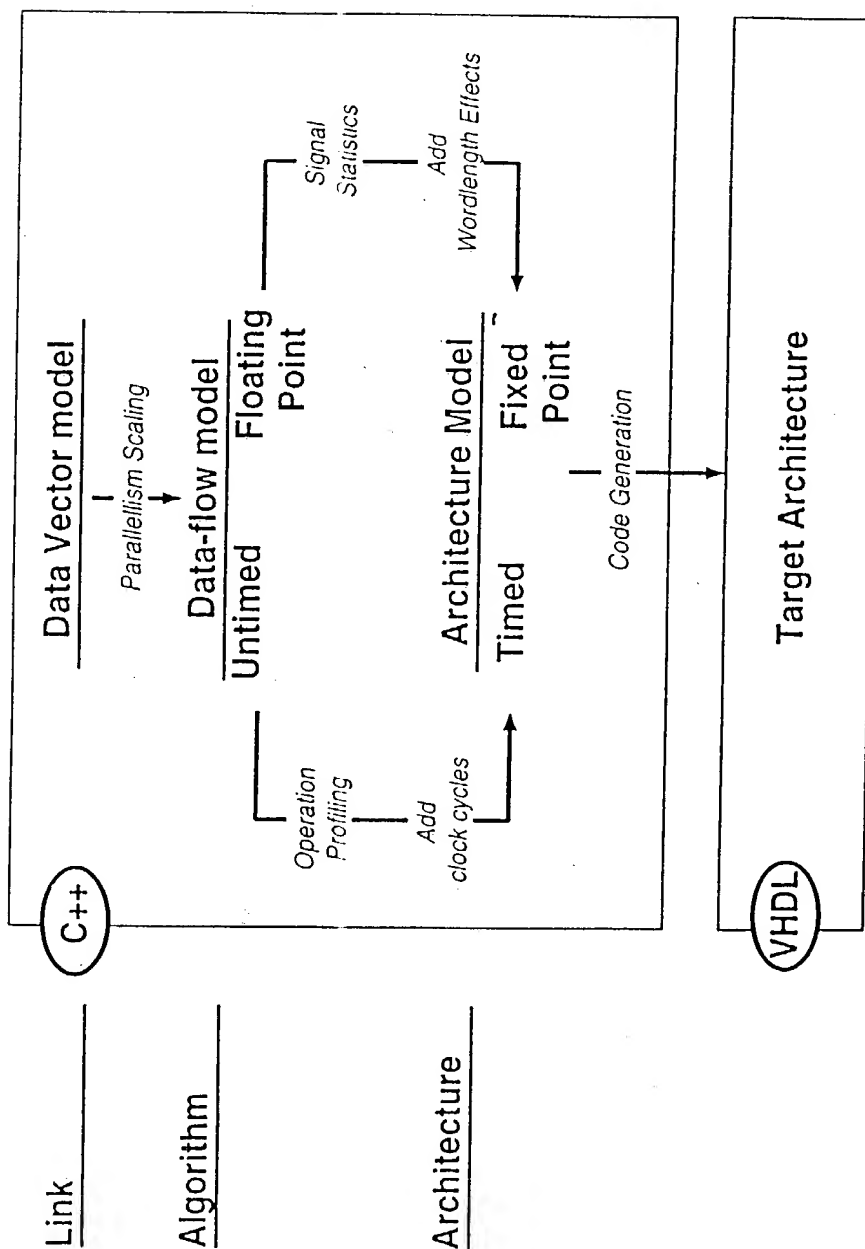 Link
Algorithm
Architecture
C++
Data Vector model
Parallellism Scaling
Data-flow model
Untimed
Floating
Point
Operation
Profiling
Add
clock cycles
Signal
Statistics
Add
Wordlength Effects
Architecture Model
Timed
Fixed
Point
Code Generation
VHDL
Target Architecture